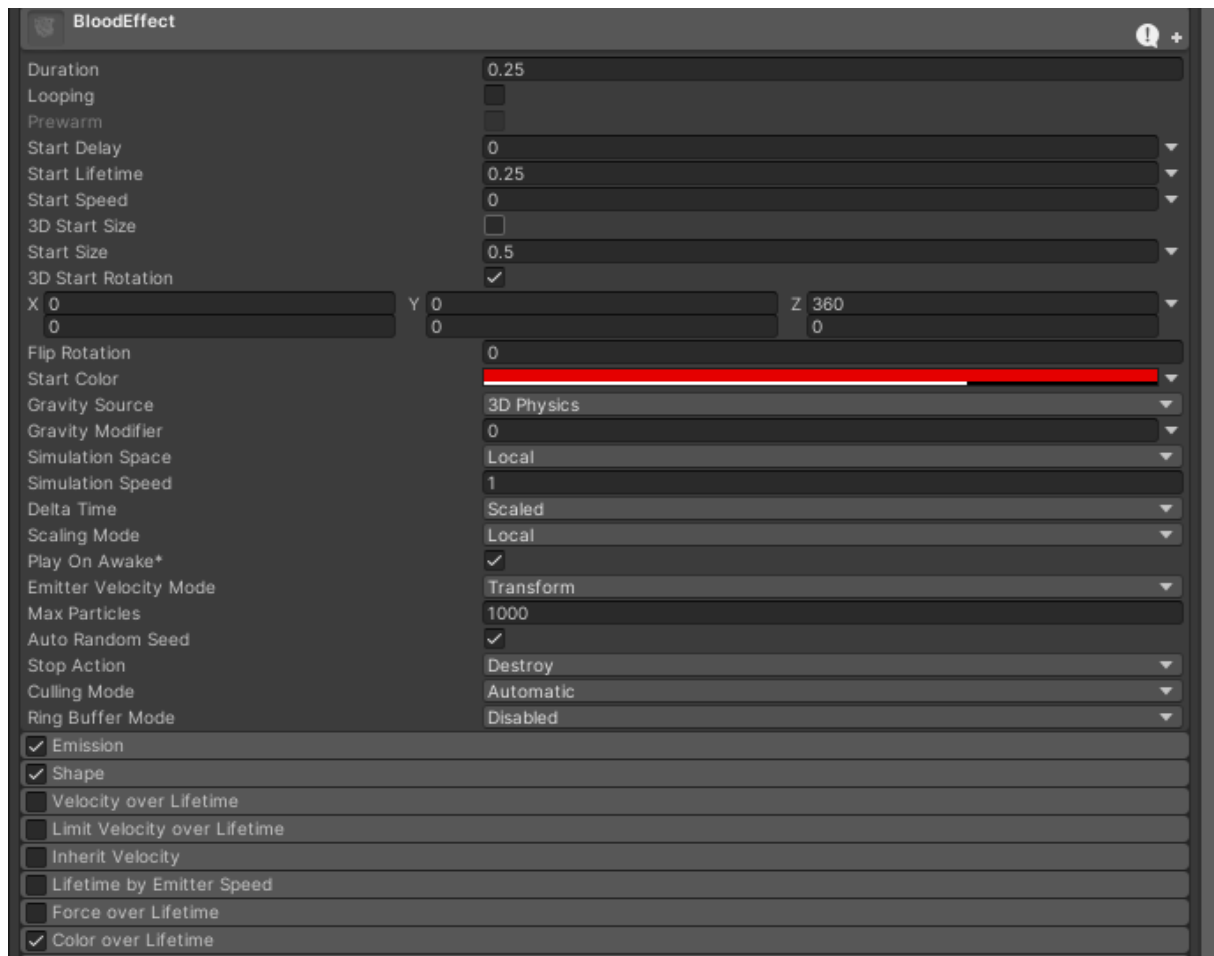 BloodEffect
Duration 0.25
Looping
Prewarm
Start Delay 0
Start Lifetime 0.25
Start Speed 0
3D Start Size
Start Size 0.5
3D Start Rotation
X 0 Y 0 Z 360
0 0 0
Flip Rotation 0
Start Color
Gravity Source 3D Physics
Gravity Modifier 0
Simulation Space Local
Simulation Speed 1
Delta Time Scaled
Scaling Mode Local
Play On Awake*
Emitter Velocity Mode Transform
Max Particles 1000
Auto Random Seed
Stop Action Destroy
Culling Mode Automatic
Ring Buffer Mode Disabled
Emission
Shape
Velocity over Lifetime
Limit Velocity over Lifetime
Inherit Velocity
Lifetime by Emitter Speed
Force over Lifetime
Color over Lifetime